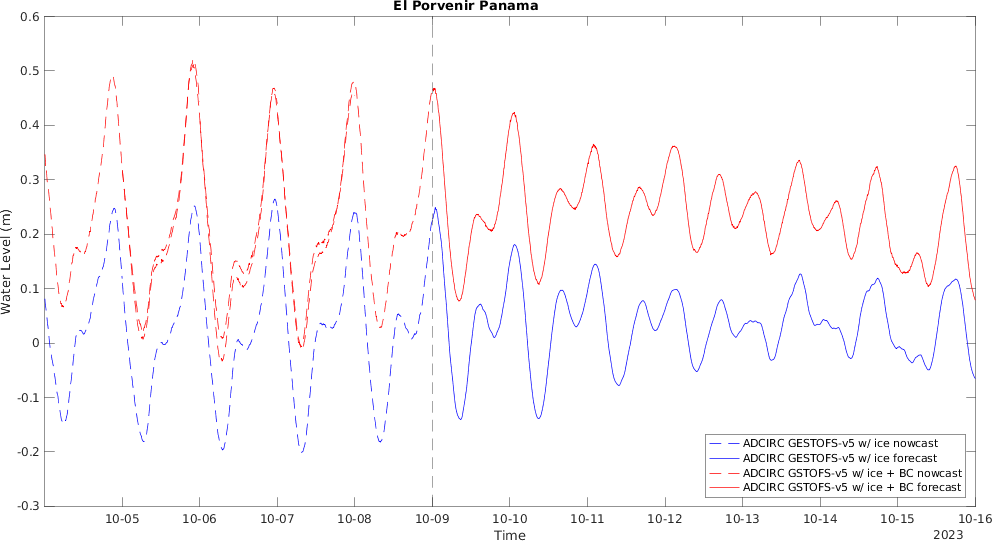 El Porvenir Panama
0.6
0.5
0.4
0.3
0.2
0.1
0
-0.1
-0.2
-0.3
Water Level (m)
ADCIRC GESTOFS-v5 w/ ice nowcast
ADCIRC GESTOFS-v5 w/ ice forecast
ADCIRC GSTOFS-v5 w/ ice + BC nowcast
ADCIRC GSTOFS-v5 w/ ice + BC forecast
10-05 10-06 10-07 10-08 10-09 10-10 10-11 10-12 10-13 10-14 10-15 10-16
Time
2023